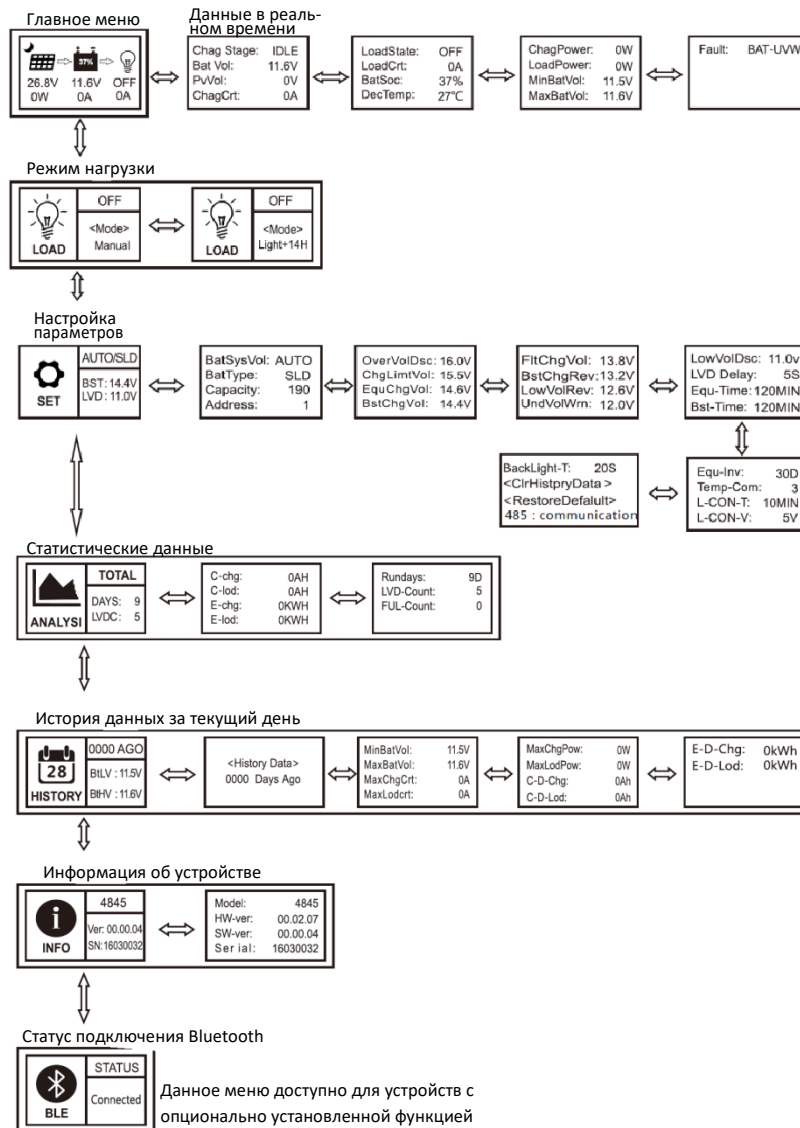 Главное меню
Данные в реаль-
ном времени
37%
26.8V 11.6V OFF
0W 0A 0A
Chag Stage: IDLE
Bat Vol: 11.6V
PvVol: 0V
ChagCrt: 0A
LoadState: OFF
LoadCrt: 0A
BatSoc: 37%
DecTemp: 27℃
ChagPower: 0W
LoadPower: 0W
MinBatVol: 11.5V
MaxBatVol: 11.6V
Fault: BAT-UVW
Режим нагрузки
LOAD
OFF
<Mode>
Manual
LOAD
OFF
<Mode>
Light+14H
Настройка
параметров
SET
AUTO/SLD
BST: 14.4V
LVD: 11.0V
BatSysVol: AUTO
BatType: SLD
Capacity: 190
Address: 1
OverVolDsc: 16.0V
ChgLimtVol: 15.5V
EquChgVol: 14.6V
BstChgVol: 14.4V
FltChgVol: 13.8V
BstChgRev: 13.2V
LowVolRev: 12.6V
UndVolWrn: 12.0V
LowVolDsc: 11.0v
LVD Delay: 5S
Equ-Time: 120MIN
Bst-Time: 120MIN
BackLight-T: 20S
<ClrHistpryData >
<RestoreDefalult>
485 : communication
Equ-Inv: 30D
Temp-Com: 3
L-CON-T: 10MIN
L-CON-V: 5V
Статистические данные
ANALYSI
TOTAL
DAYS: 9
LVDC: 5
C-chg: 0AH
C-lod: 0AH
E-chg: 0KWH
E-lod: 0KWH
Rundays: 9D
LVD-Count: 5
FUL-Count: 0
История данных за текущий день
28
HISTORY
0000 AGO
BtLV : 11.5V
BtHV : 11.6V
<History Data>
0000 Days Ago
MinBatVol: 11.5V
MaxBatVol: 11.6V
MaxChgCrt: 0A
MaxLodcrt: 0A
MaxChgPow: 0W
MaxLodPow: 0W
C-D-Chg: 0Ah
C-D-Lod: 0Ah
E-D-Chg: 0kWh
E-D-Lod: 0kWh
Информация об устройстве
i
INFO
4845
Ver: 00.00.04
SN:16030032
Model: 4845
HW-ver: 00.02.07
SW-ver: 00.00.04
Serial: 16030032
Статус подключения Bluetooth
BLE
STATUS
Connected
Данное меню доступно для устройств с
опционально установленной функцией